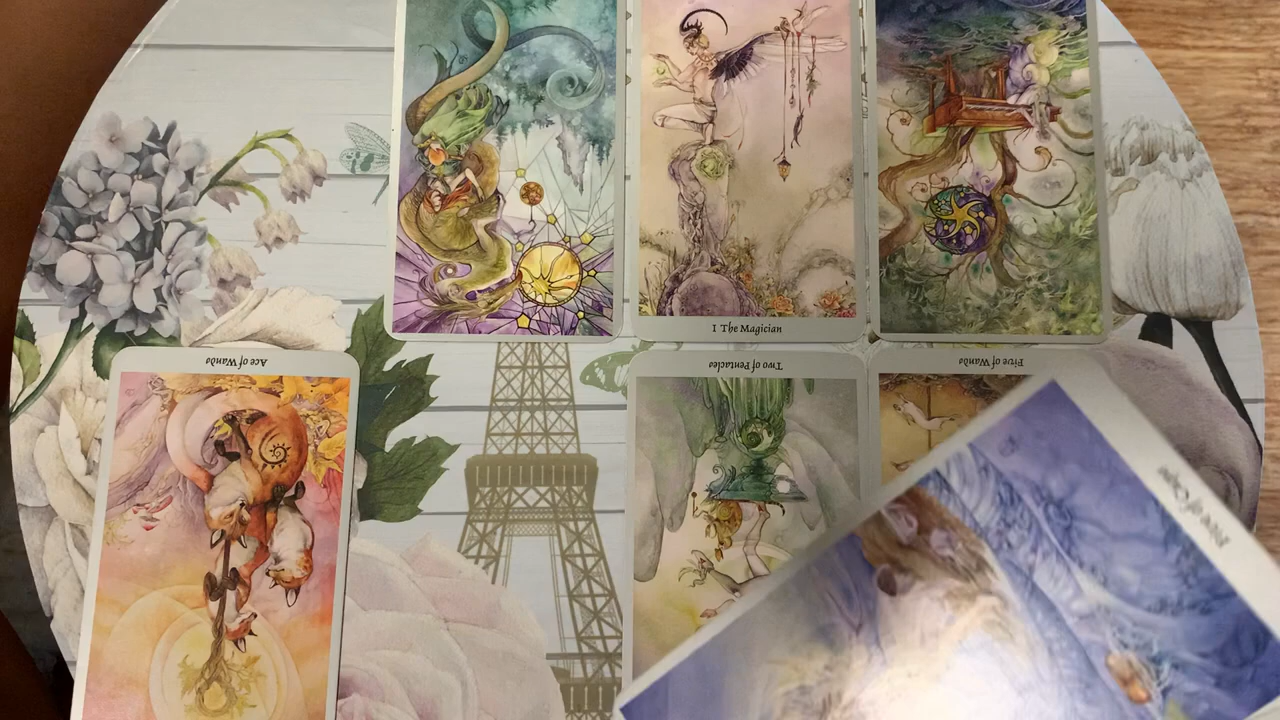 I The Magician
Ace of Wands
Two of Pentacles
Five of Wands